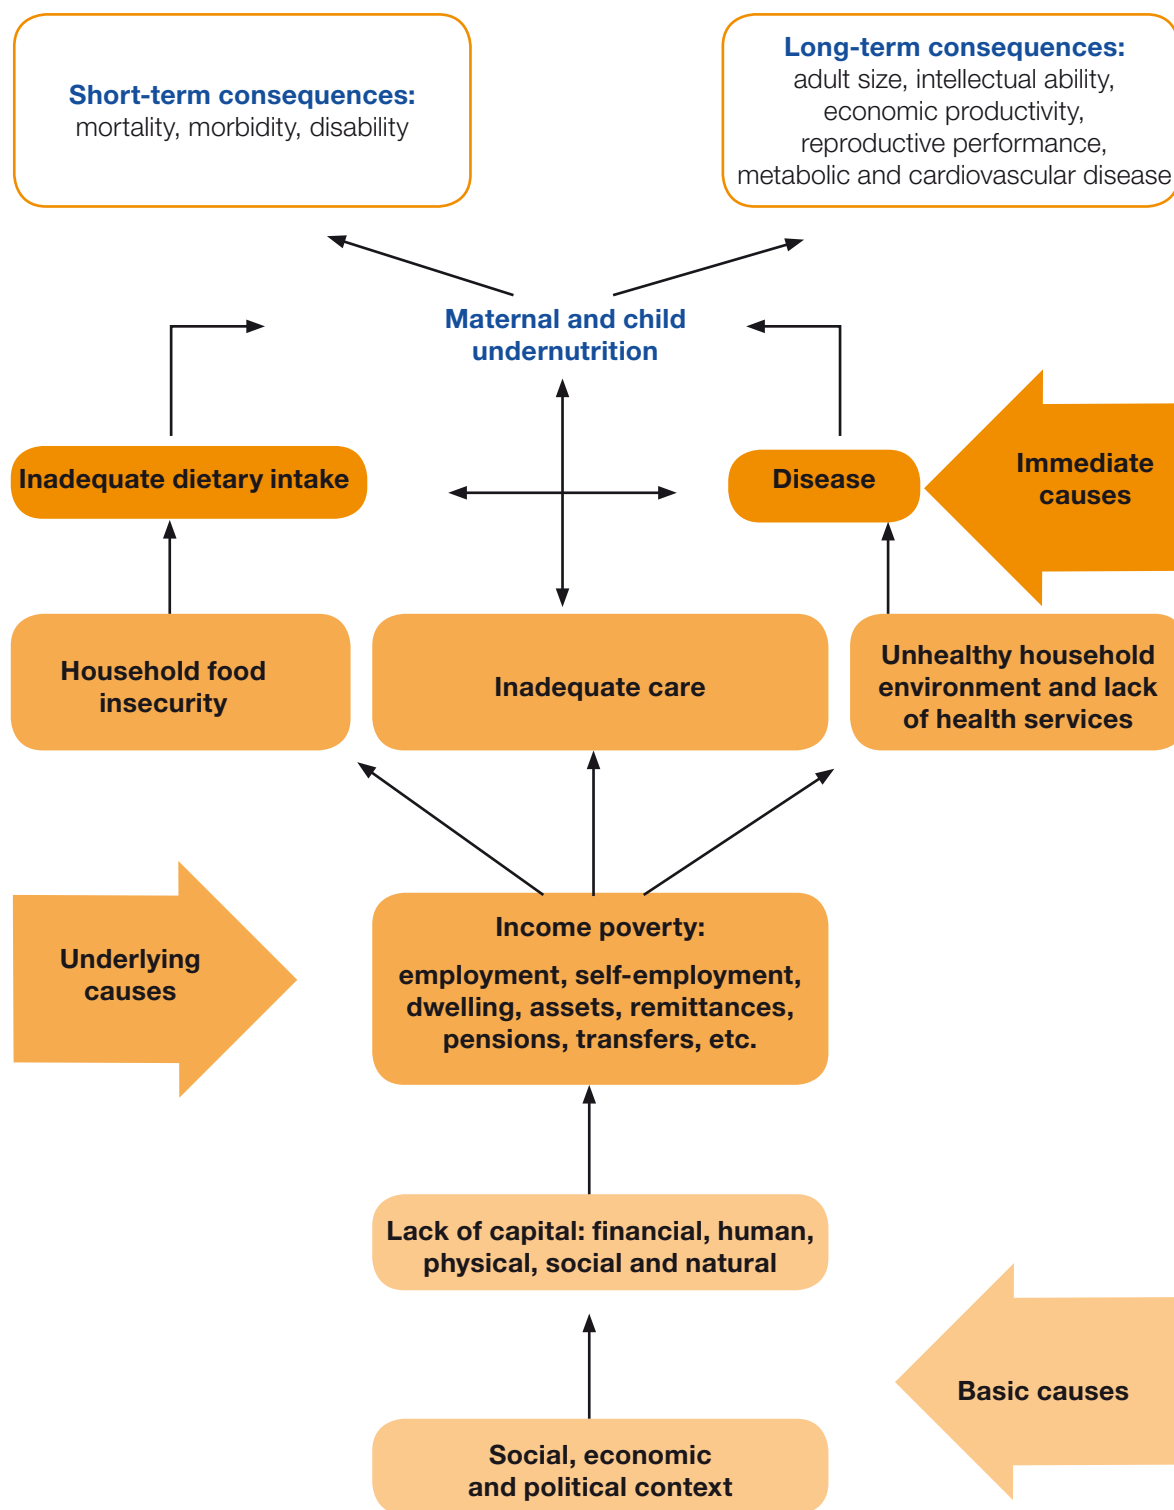 Short-term consequences:
mortality, morbidity, disability
Long-term consequences:
adult size, intellectual ability,
economic productivity,
reproductive performance,
metabolic and cardiovascular disease
Maternal and child
undernutrition
Inadequate dietary intake
Disease
Immediate
causes
Household food
insecurity
Inadequate care
Unhealthy household
environment and lack
of health services
Underlying
causes
Income poverty:
employment, self-employment,
dwelling, assets, remittances,
pensions, transfers, etc.
Lack of capital: financial, human,
physical, social and natural
Basic causes
Social, economic
and political context